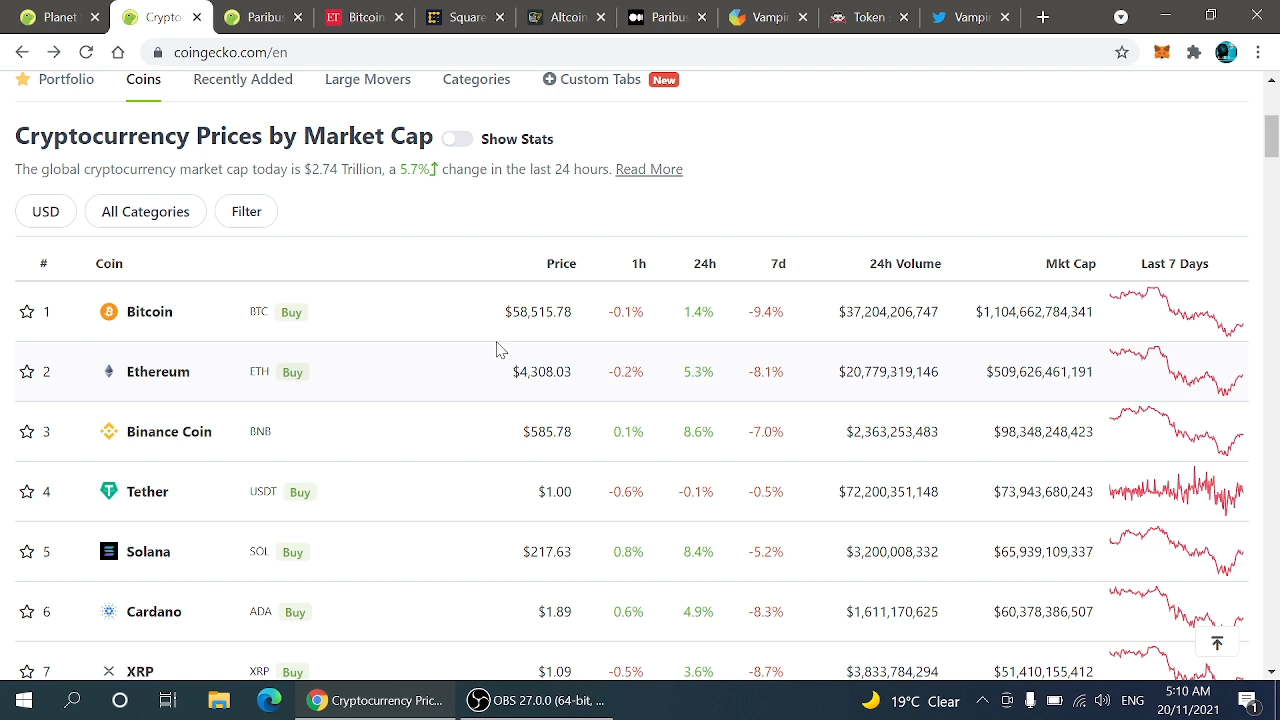 Planet
Crypto
Paribus
Bitcoin
Square
Altcoin
Paribus
Vampir
Token
Vampir
coingecko.com/en
Portfolio Coins Recently Added Large Movers Categories Custom Tabs New
Cryptocurrency Prices by Market Cap Show Stats
The global cryptocurrency market cap today is $2.74 Trillion, a 5.7% change in the last 24 hours. Read More
USD All Categories Filter
# Coin Price 1h 24h 7d 24h Volume Mkt Cap Last 7 Days
1 Bitcoin BTC Buy $58,515.78 -0.1% 1.4% -9.4% $37,204,206,747 $1,104,662,784,341
2 Ethereum ETH Buy $4,308.03 -0.2% 5.3% -8.1% $20,779,319,146 $509,626,461,191
3 Binance Coin BNB $585.78 0.1% 8.6% -7.0% $2,363,253,483 $98,348,248,423
4 Tether USDT Buy $1.00 -0.6% -0.1% -0.5% $72,200,351,148 $73,943,680,243
5 Solana SOL Buy $217.63 0.8% 8.4% -5.2% $3,200,008,332 $65,939,109,337
6 Cardano ADA Buy $1.89 0.6% 4.9% -8.3% $1,611,170,625 $60,378,386,507
7 XRP XRP Buy $1.09 -0.5% 3.6% -8.7% $3,833,784,294 $51,410,155,412
Cryptocurrency Pric... OBS 27.0.0 (64-bit, ... 19°C Clear ENG 5:10 AM
20/11/2021 1